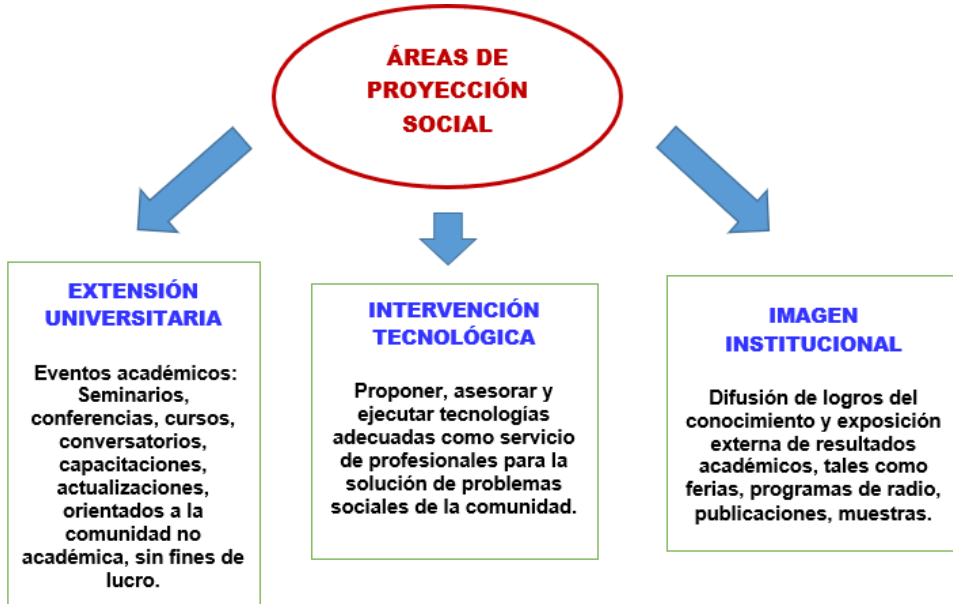 ÁREAS DE
PROYECCIÓN
SOCIAL
EXTENSIÓN
UNIVERSITARIA
Eventos académicos:
Seminarios,
conferencias, cursos,
conversatorios,
capacitaciones,
actualizaciones,
orientados a la
comunidad no
académica, sin fines de
lucro.
INTERVENCIÓN
TECNOLÓGICA
Proponer, asesorar y
ejecutar tecnologías
adecuadas como servicio
de profesionales para la
solución de problemas
sociales de la comunidad.
IMAGEN
INSTITUCIONAL
Difusión de logros del
conocimiento y exposición
externa de resultados
académicos, tales como
ferias, programas de radio,
publicaciones, muestras.